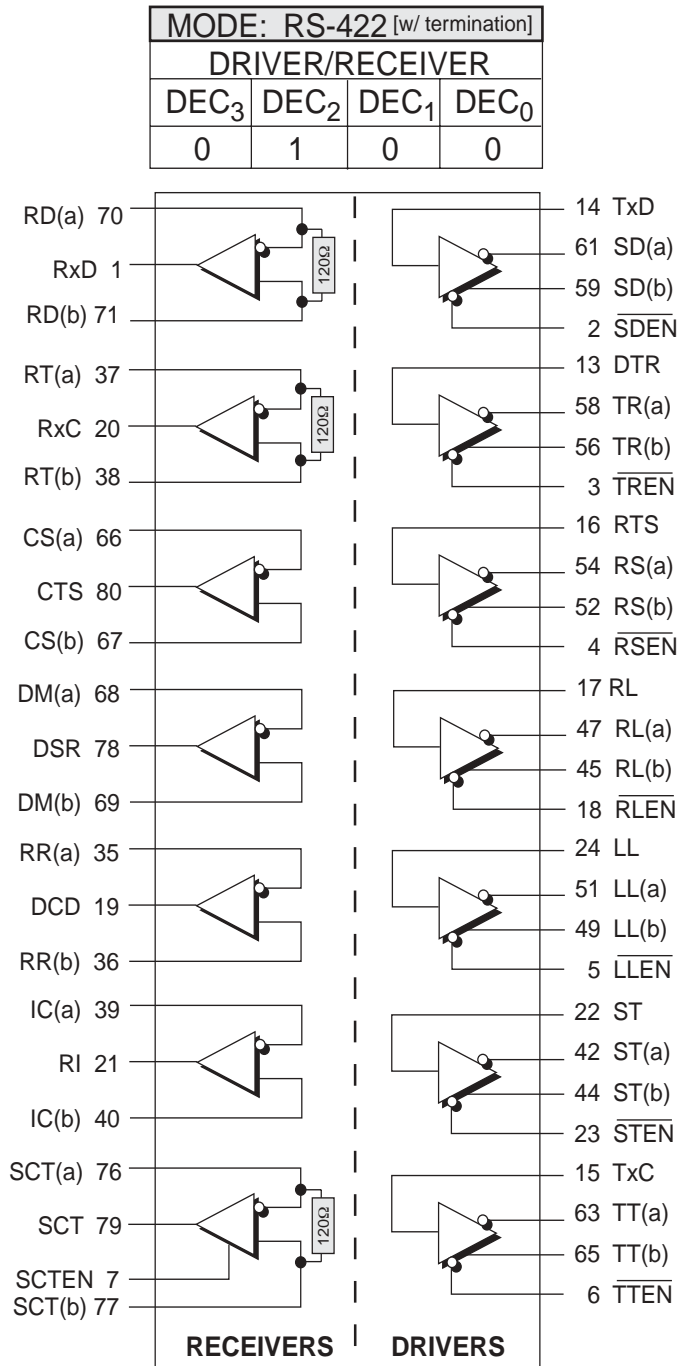 MODE: RS-422 [w/ termination]
DRIVER/RECEIVER
DEC3 DEC2 DEC1 DEC0
0 1 0 0
RD(a) 70
RxD 1
RD(b) 71
120Ω
14 TxD
61 SD(a)
59 SD(b)
2 SDEN
RT(a) 37
RxC 20
RT(b) 38
120Ω
13 DTR
58 TR(a)
56 TR(b)
3 TREN
CS(a) 66
CTS 80
CS(b) 67
16 RTS
54 RS(a)
52 RS(b)
4 RSEN
DM(a) 68
DSR 78
DM(b) 69
17 RL
47 RL(a)
45 RL(b)
18 RLEN
RR(a) 35
DCD 19
RR(b) 36
24 LL
51 LL(a)
49 LL(b)
5 LLEN
IC(a) 39
RI 21
IC(b) 40
22 ST
42 ST(a)
44 ST(b)
23 STEN
SCT(a) 76
SCT 79
SCTEN 7
SCT(b) 77
120Ω
15 TxC
63 TT(a)
65 TT(b)
6 TTEN
RECEIVERS DRIVERS